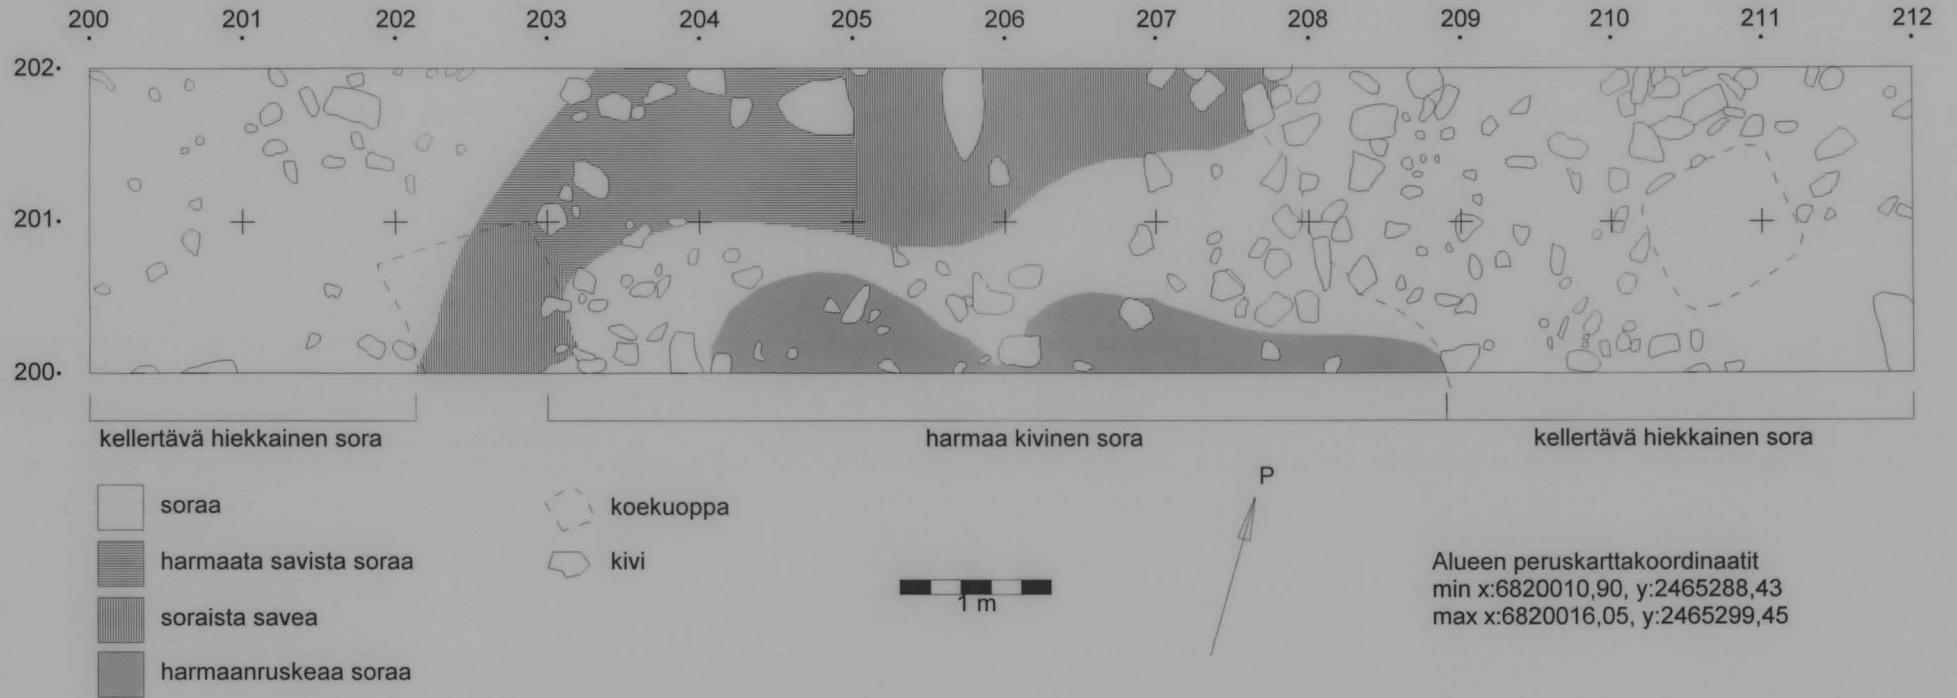 200 201 202 203 204 205 206 207 208 209 210 211 212
202
201
200
kellertävä hiekkainen sora harmaa kivinen sora kellertävä hiekkainen sora
P
soraa koekuoppa
harmaata savista soraa kivi
soraista savea
harmaanruskeaa soraa
1 m
Alueen peruskarttakoordinaatit
min x:6820010,90, y:2465288,43
max x:6820016,05, y:2465299,45